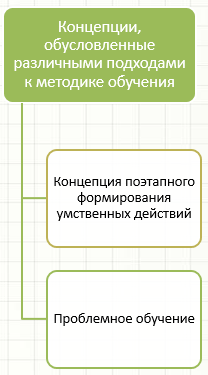 Концепции,
обусловленные
различными подходами
к методике обучения
Концепция поэтапного
формирования
умственных действий
Проблемное обучение